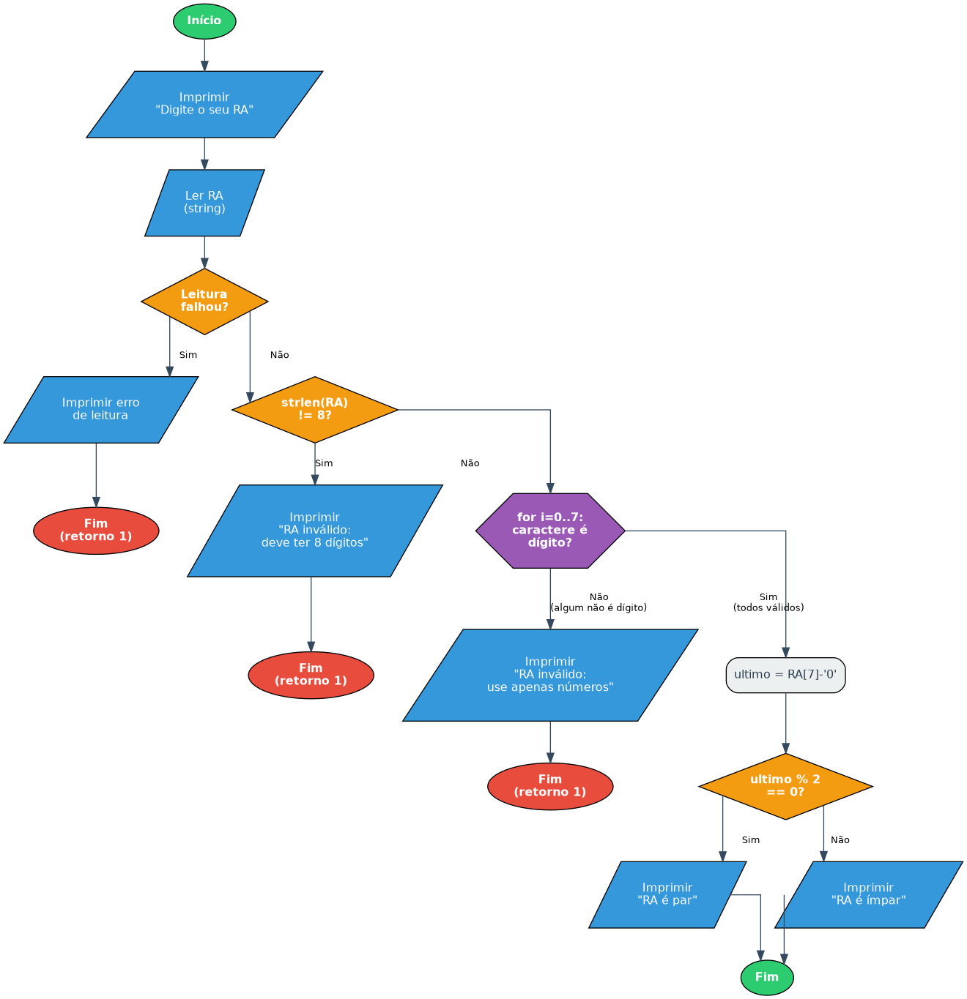 Início
Imprimir
"Digite o seu RA"
Ler RA
(string)
Leitura
falhou?
Sim
Não
Imprimir erro
de leitura
Fim
(retorno 1)
strlen(RA)
!= 8?
Sim
Não
Imprimir
"RA inválido:
deve ter 8 dígitos"
Fim
(retorno 1)
for i=0..7:
caractere é
dígito?
Não
(algum não é dígito)
Sim
(todos válidos)
Imprimir
"RA inválido:
use apenas números"
Fim
(retorno 1)
ultimo = RA[7]-'0'
ultimo % 2
== 0?
Sim
Não
Imprimir
"RA é par"
Imprimir
"RA é ímpar"
Fim